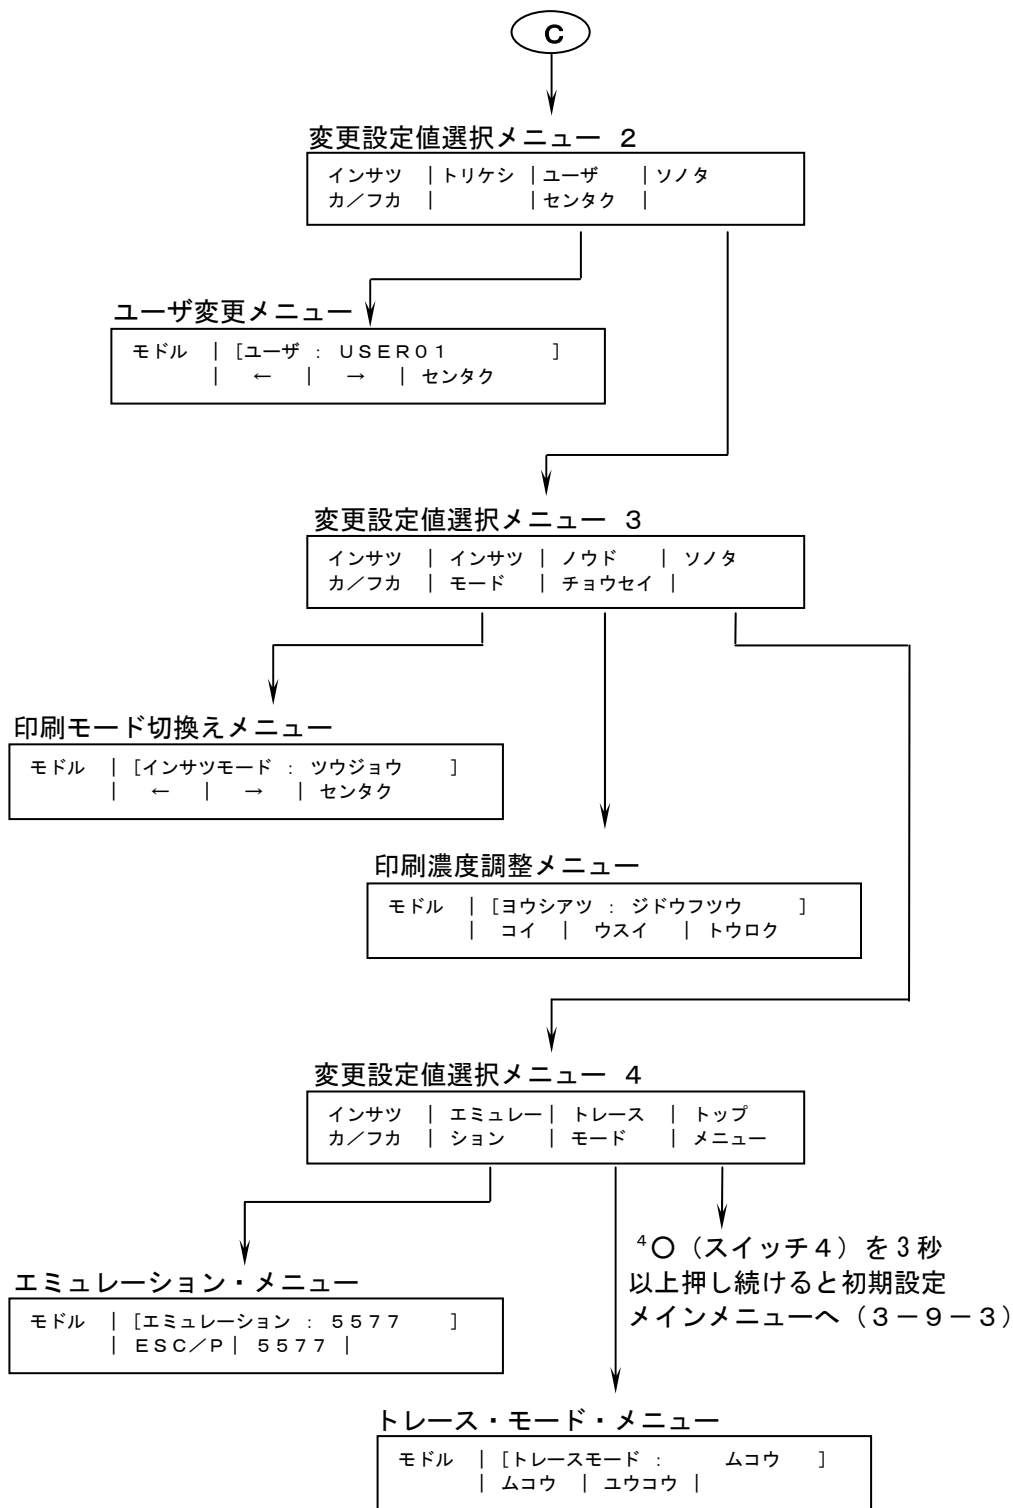 C
変更設定値選択メニュー ２
インサツ ｜トリケシ ｜ユーザ ｜ソノタ
カ／フカ ｜ ｜センタク ｜
ユーザ変更メニュー
モドル ｜［ユーザ ： ＵＳＥＲ０１ ］
｜ ← ｜ → ｜センタク
変更設定値選択メニュー ３
インサツ ｜ インサツ ｜ ノウド ｜ ソノタ
カ／フカ ｜ モード ｜ チョウセイ ｜
印刷モード切換えメニュー
モドル ｜［インサツモード ： ツウジョウ ］
｜ ← ｜ → ｜センタク
印刷濃度調整メニュー
モドル ｜［ヨウシアツ ： ジドウフツウ ］
｜ コイ ｜ ウスイ ｜トウロク
変更設定値選択メニュー ４
インサツ ｜ エミュレー｜ トレース ｜ トップ
カ／フカ ｜ ション ｜ モード ｜ メニュー
⁴〇（スイッチ４）を３秒
以上押し続けると初期設定
メインメニューへ（３－９－３）
エミュレーション・メニュー
モドル ｜［エミュレーション ： ５５７７ ］
｜ ＥＳＣ／Ｐ｜ ５５７７ ｜
トレース・モード・メニュー
モドル ｜［トレースモード ： ムコウ ］
｜ ムコウ ｜ ユウコウ ｜